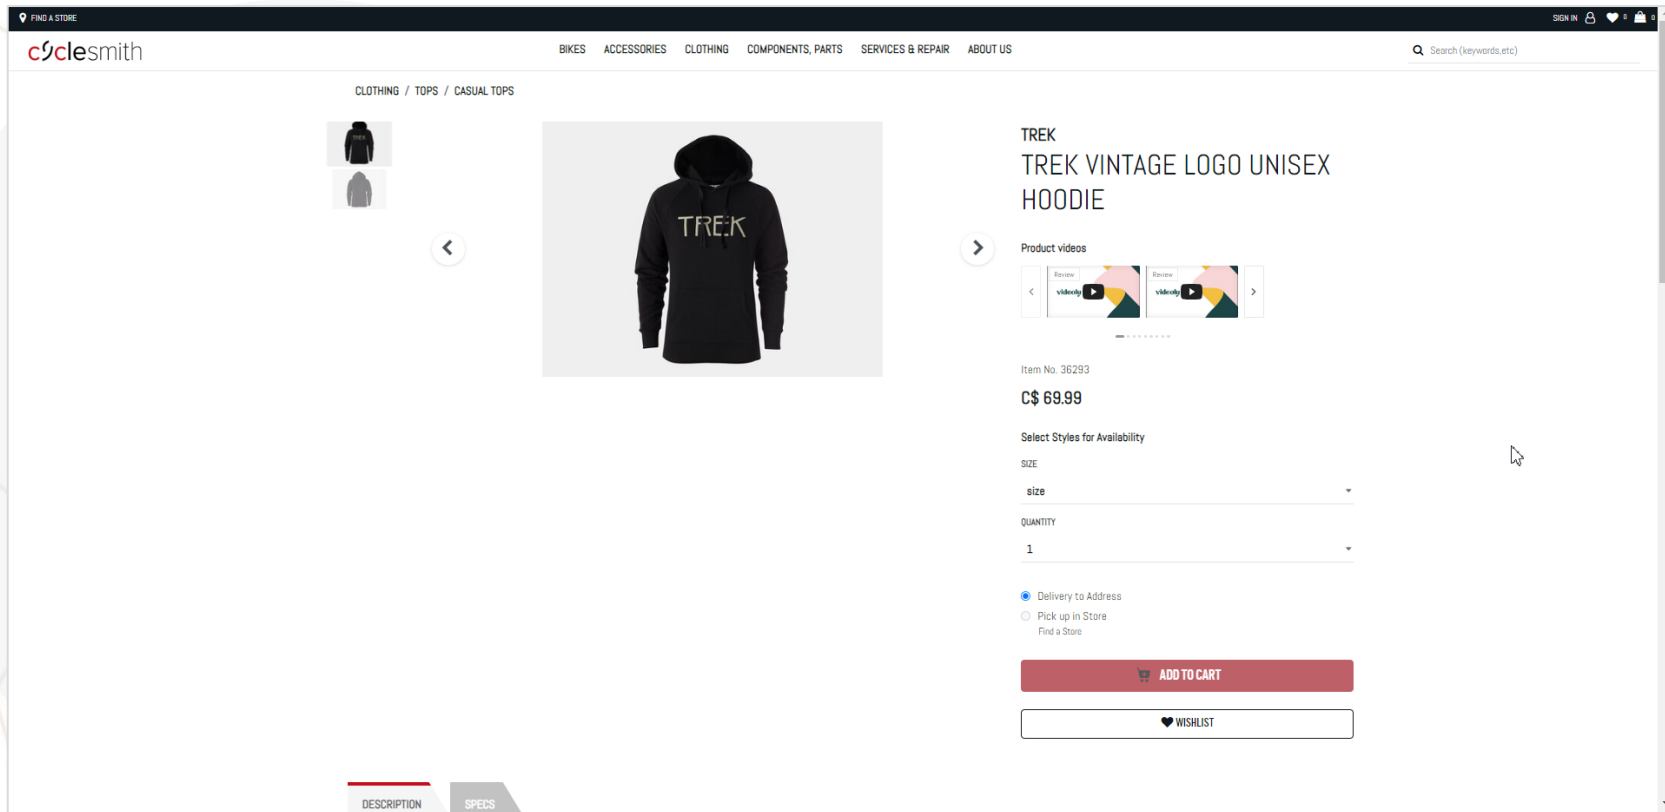 FIND A STORE
SIGN IN
0
0
cyclesmith
BIKES ACCESSORIES CLOTHING COMPONENTS, PARTS SERVICES & REPAIR ABOUT US
Search (keywords,etc)
CLOTHING / TOPS / CASUAL TOPS
TREK
TREK
TREK
TREK VINTAGE LOGO UNISEX
HOODIE
Product videos
Review
videoly
Review
videoly
Item No. 36293
C$ 69.99
Select Styles for Availability
SIZE
size
QUANTITY
1
Delivery to Address
Pick up in Store
Find a Store
ADD TO CART
WISHLIST
DESCRIPTION
SPECS